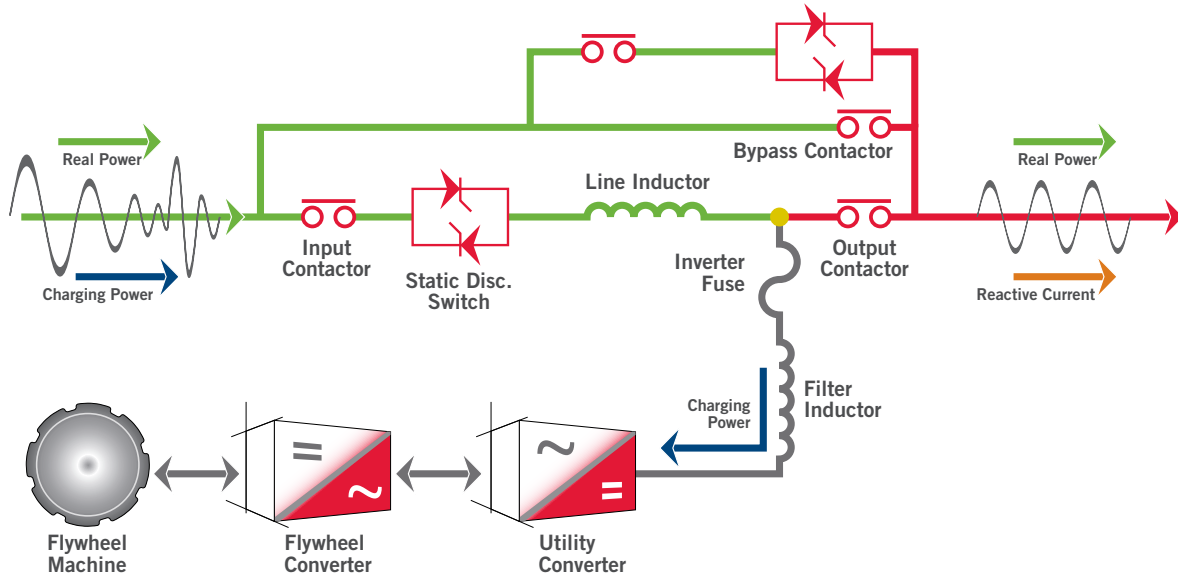 Real Power
Charging Power
Input
Contactor
Static Disc.
Switch
Line Inductor
Bypass Contactor
Inverter
Fuse
Output
Contactor
Real Power
Reactive Current
Charging
Power
Filter
Inductor
Flywheel
Machine
Flywheel
Converter
Utility
Converter